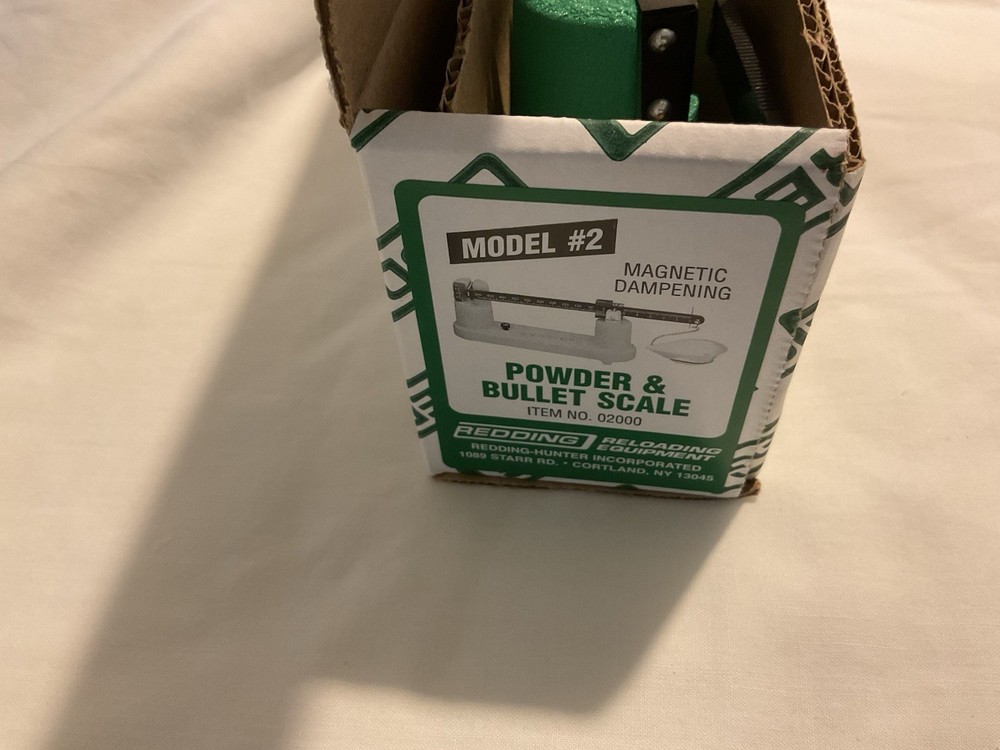 MODEL #2
MAGNETIC
DAMPENING
POWDER &
BULLET SCALE
ITEM NO. 02000
REDDING RELOADING
EQUIPMENT
REDDING-HUNTER INCORPORATED
1089 STARR RD. • CORTLAND, NY 13045